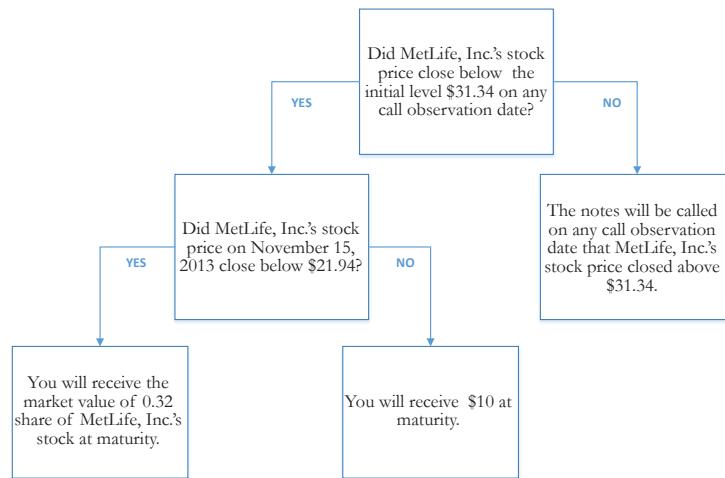 Did MetLife, Inc.'s stock
price close below the
initial level $31.34 on any
call observation date?
YES
NO
Did MetLife, Inc.'s stock
price on November 15,
2013 close below $21.94?
The notes will be called
on any call observation
date that MetLife, Inc.'s
stock price closed above
$31.34.
YES
NO
You will receive the
market value of 0.32
share of MetLife, Inc.'s
stock at maturity.
You will receive $10 at
maturity.